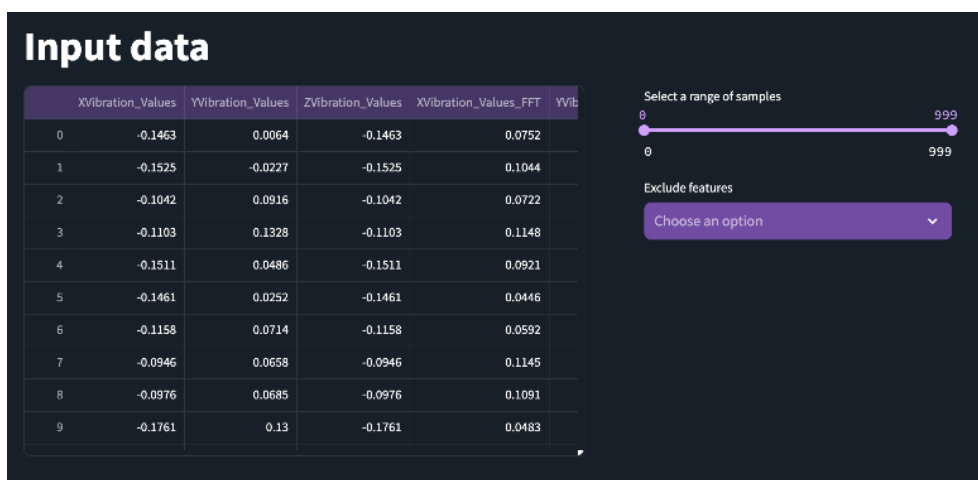 Input data
XVibration_Values YVibration_Values ZVibration_Values XVibration_Values_FFT YVib
0 -0.1463 0.0064 -0.1463 0.0752
1 -0.1525 -0.0227 -0.1525 0.1044
2 -0.1042 0.0916 -0.1042 0.0722
3 -0.1103 0.1328 -0.1103 0.1148
4 -0.1511 0.0486 -0.1511 0.0921
5 -0.1461 0.0252 -0.1461 0.0446
6 -0.1158 0.0714 -0.1158 0.0592
7 -0.0946 0.0658 -0.0946 0.1145
8 -0.0976 0.0685 -0.0976 0.1091
9 -0.1761 0.13 -0.1761 0.0483
Select a range of samples
0 999
0 999
Exclude features
Choose an option